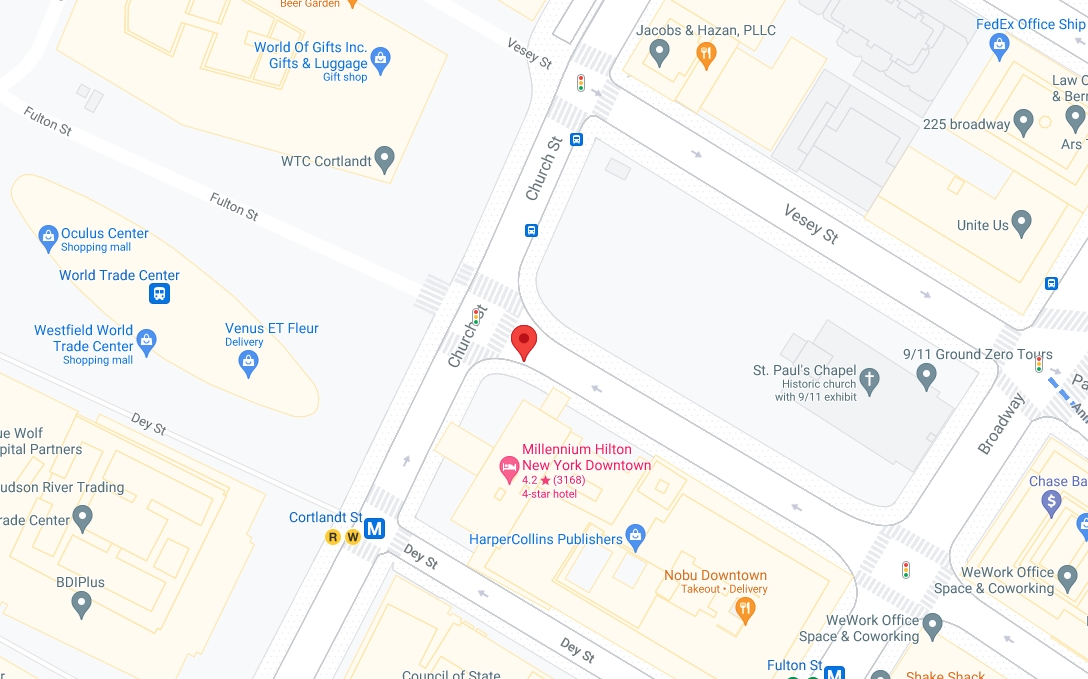 Beer Garden
World Of Gifts Inc.
Gifts & Luggage
Gift shop
Vesey St
Jacobs & Hazan, PLLC
FedEx Office Ship
Law
& Ber
225 broadway
Ars
Fulton St
WTC Cortlandt
Church St
Fulton St
Vesey St
Unite Us
Oculus Center
Shopping mall
World Trade Center
Westfield World
Trade Center
Shopping mall
Venus ET Fleur
Delivery
Church St
9/11 Ground Zero Tours
St. Paul's Chapel
Historic church
with 9/11 exhibit
Pa
Ann
Broadway
Dey St
ue Wolf
pital Partners
Millennium Hilton
New York Downtown
4.2 ★ (3168)
4-star hotel
udson River Trading
rade Center
Chase Ba
$
Cortlandt St
M
R W
HarperCollins Publishers
Dey St
BDIPlus
Nobu Downtown
Takeout • Delivery
WeWork Office
Space & Coworking
WeWork Office
Space & Coworking
Dey St
Fulton St
M
Council of State
Shake Shack